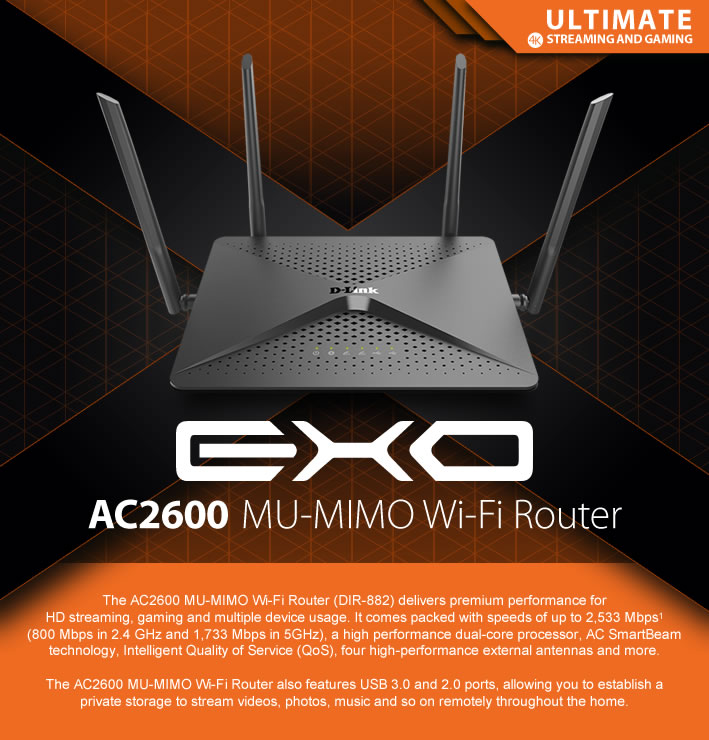 ULTIMATE
4K STREAMING AND GAMING
D-Link
EXO
AC2600 MU-MIMO Wi-Fi Router
The AC2600 MU-MIMO Wi-Fi Router (DIR-882) delivers premium performance for
HD streaming, gaming and multiple device usage. It comes packed with speeds of up to 2,533 Mbps¹
(800 Mbps in 2.4 GHz and 1,733 Mbps in 5GHz), a high performance dual-core processor, AC SmartBeam
technology, Intelligent Quality of Service (QoS), four high-performance external antennas and more.
The AC2600 MU-MIMO Wi-Fi Router also features USB 3.0 and 2.0 ports, allowing you to establish a
private storage to stream videos, photos, music and so on remotely throughout the home.